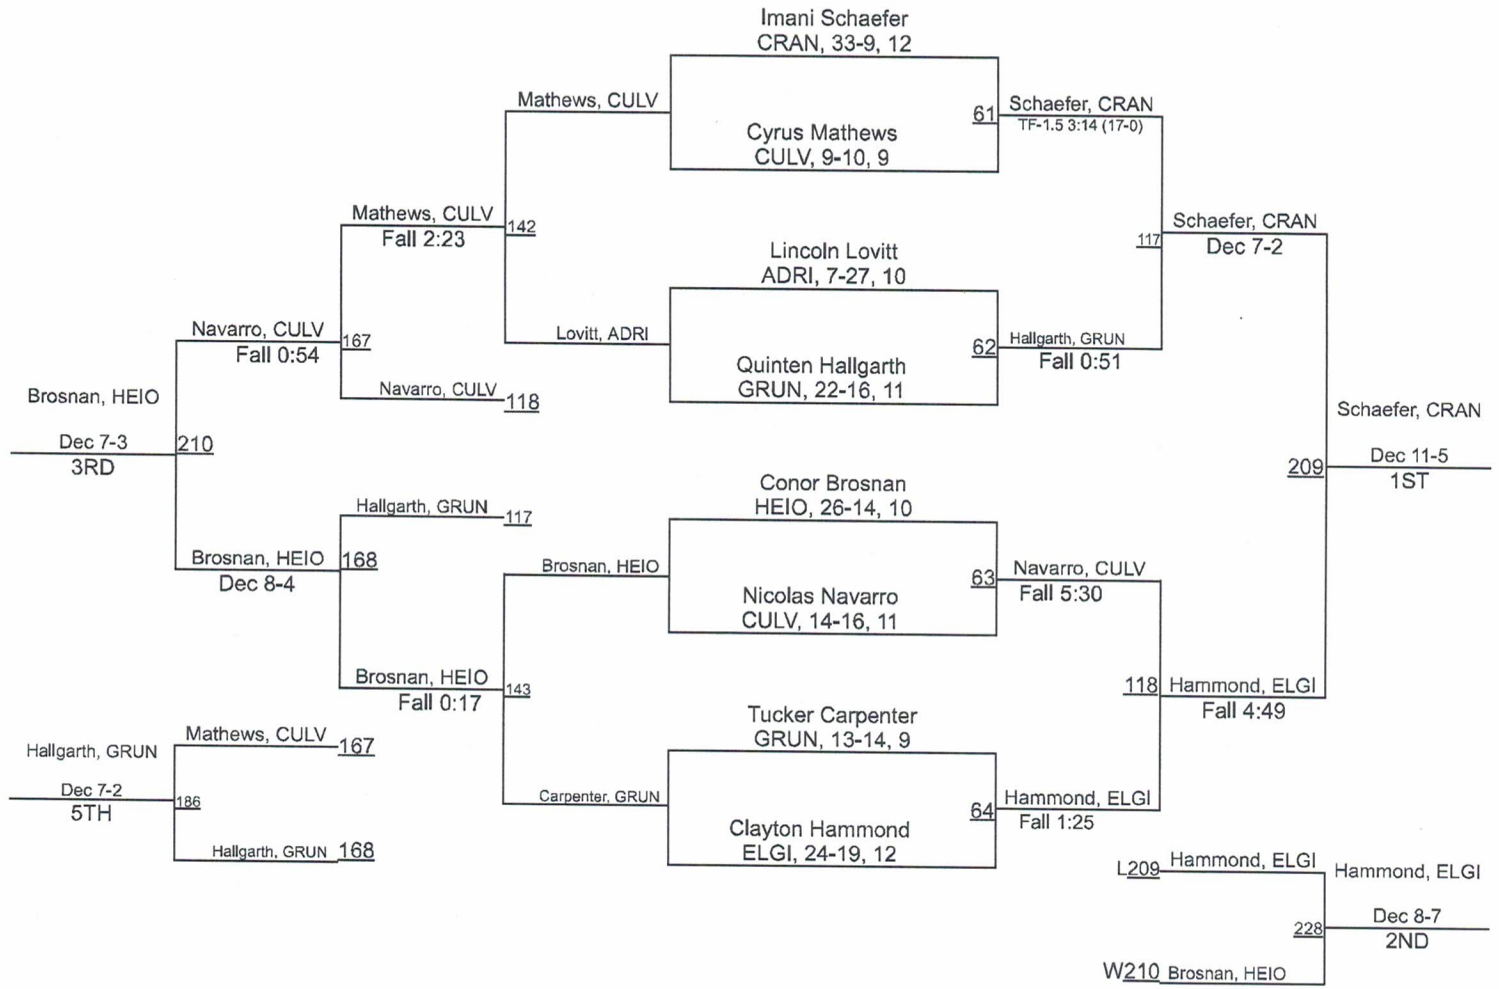 Imani Schaefer
CRAN, 33-9, 12
Mathews, CULV
61
Schaefer, CRAN
TF-1.5 3:14 (17-0)
Cyrus Mathews
CULV, 9-10, 9
Mathews, CULV
Fall 2:23
142
Schaefer, CRAN
Dec 7-2
117
Lincoln Lovitt
ADRI, 7-27, 10
Navarro, CULV
Fall 0:54
167
Lovitt, ADRI
62
Hallgarth, GRUN
Fall 0:51
Quinten Hallgarth
GRUN, 22-16, 11
Navarro, CULV
118
Brosnan, HEIO
Dec 7-3
3RD
210
Schaefer, CRAN
Dec 11-5
1ST
209
Conor Brosnan
HEIO, 26-14, 10
Hallgarth, GRUN
117
Brosnan, HEIO
Dec 8-4
168
Brosnan, HEIO
63
Navarro, CULV
Fall 5:30
Nicolas Navarro
CULV, 14-16, 11
Brosnan, HEIO
Fall 0:17
143
118
Hammond, ELGI
Fall 4:49
Tucker Carpenter
GRUN, 13-14, 9
Mathews, CULV
167
Hallgarth, GRUN
Dec 7-2
5TH
186
Carpenter, GRUN
64
Hammond, ELGI
Fall 1:25
Clayton Hammond
ELGI, 24-19, 12
Hallgarth, GRUN
168
L209
Hammond, ELGI
Hammond, ELGI
Dec 8-7
2ND
228
W210
Brosnan, HEIO